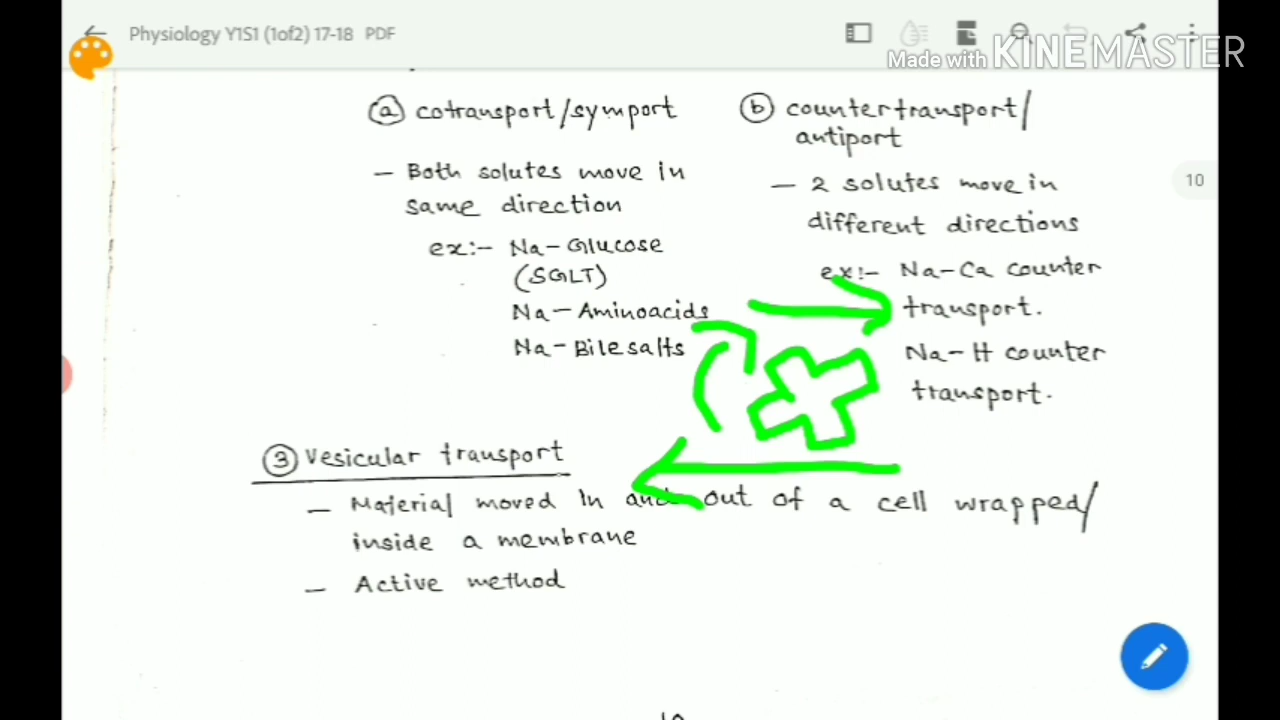 Physiology Y1S1 (1of2) 17-18 PDF
Made with KINEMASTER
10
(a) cotransport/symport
- Both solutes move in
same direction
ex:- Na-Glucose
(SGLT)
Na-Aminoacids
Na-Bilesalts
(b) countertransport/
antiport
- 2 solutes move in
different directions
ex:- Na-Ca counter
transport.
Na-H counter
transport.
(3) Vesicular transport
- Material moved In and out of a cell wrapped/
inside a membrane
- Active method